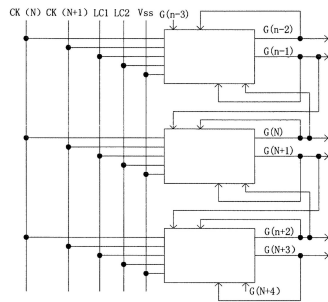 CK (N) CK (N+1) LC1 LC2 Vss G(n-3)
G(n-2)
G(n-1)
G(N)
G(N+1)
G(n+2)
G(N+3)
G(N+4)